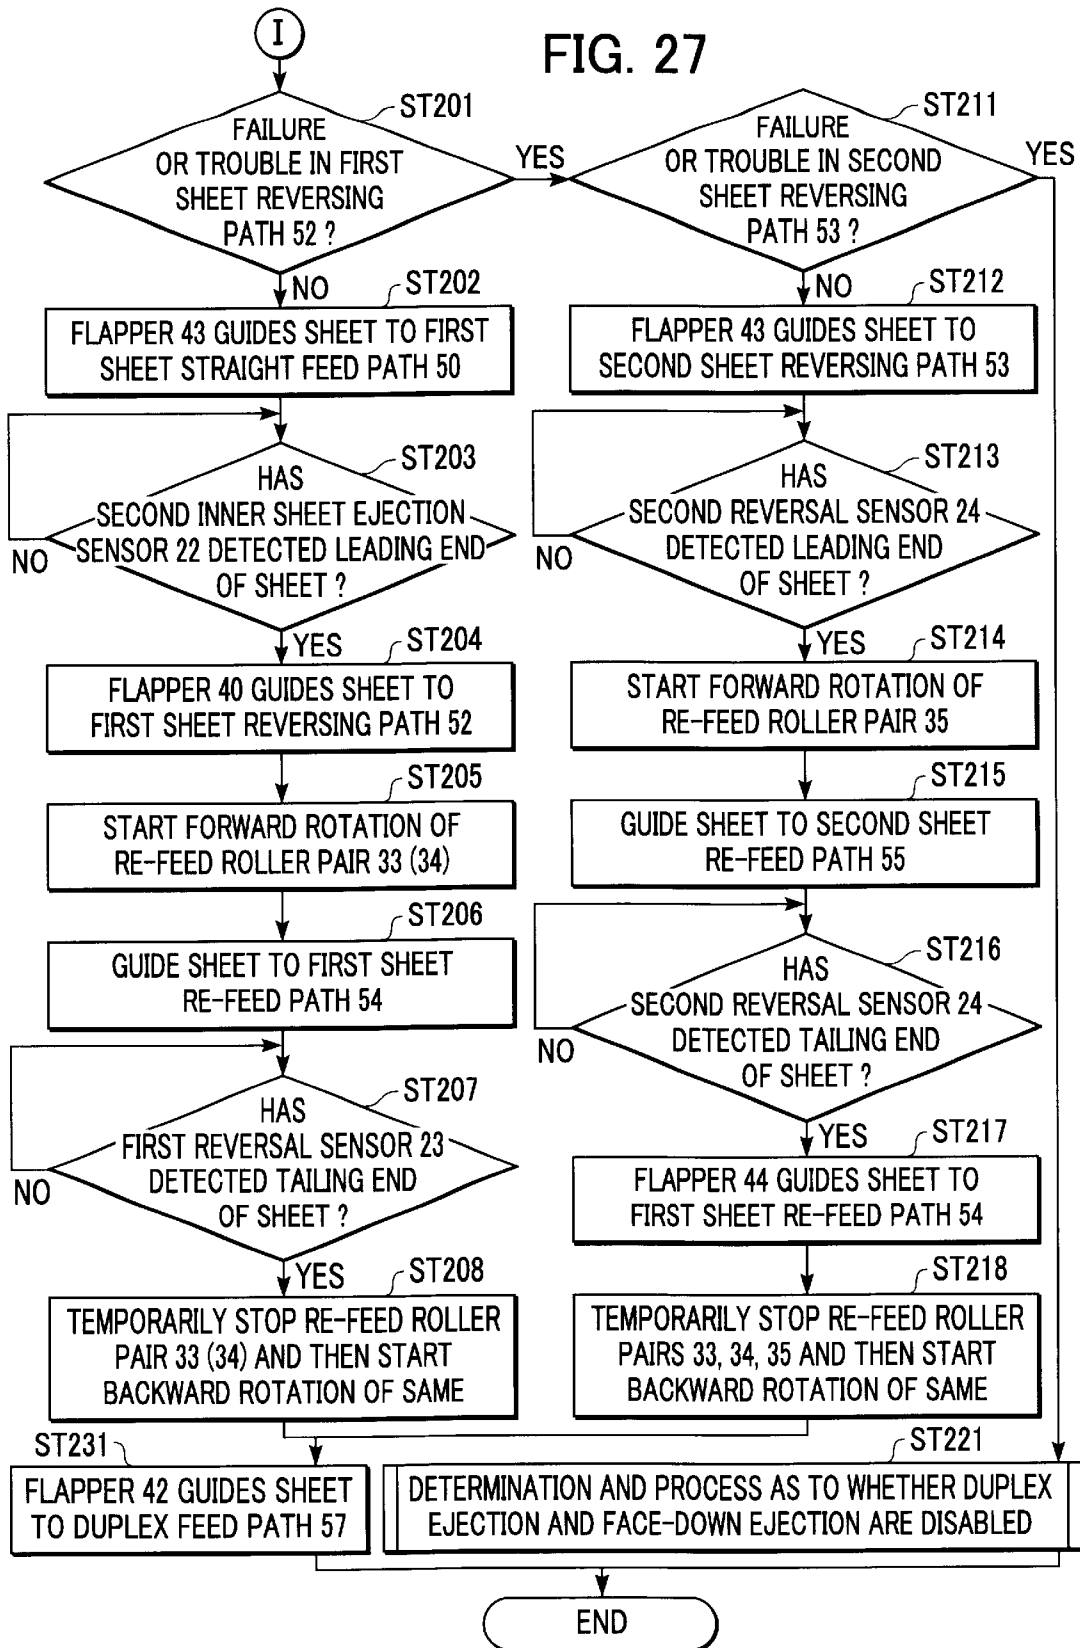 I
FIG. 27
ST201
FAILURE
OR TROUBLE IN FIRST
SHEET REVERSING
PATH 52 ?
YES
NO
ST202
FLAPPER 43 GUIDES SHEET TO FIRST
SHEET STRAIGHT FEED PATH 50
ST203
HAS
SECOND INNER SHEET EJECTION
SENSOR 22 DETECTED LEADING END
OF SHEET ?
NO
YES
ST204
FLAPPER 40 GUIDES SHEET TO
FIRST SHEET REVERSING PATH 52
ST205
START FORWARD ROTATION OF
RE-FEED ROLLER PAIR 33 (34)
ST206
GUIDE SHEET TO FIRST SHEET
RE-FEED PATH 54
ST207
HAS
FIRST REVERSAL SENSOR 23
DETECTED TAILING END
OF SHEET ?
NO
YES
ST208
TEMPORARILY STOP RE-FEED ROLLER
PAIR 33 (34) AND THEN START
BACKWARD ROTATION OF SAME
ST211
FAILURE
OR TROUBLE IN SECOND
SHEET REVERSING
PATH 53 ?
YES
NO
ST212
FLAPPER 43 GUIDES SHEET TO
SECOND SHEET REVERSING PATH 53
ST213
HAS
SECOND REVERSAL SENSOR 24
DETECTED LEADING END
OF SHEET ?
NO
YES
ST214
START FORWARD ROTATION OF
RE-FEED ROLLER PAIR 35
ST215
GUIDE SHEET TO SECOND SHEET
RE-FEED PATH 55
ST216
HAS
SECOND REVERSAL SENSOR 24
DETECTED TAILING END
OF SHEET ?
NO
YES
ST217
FLAPPER 44 GUIDES SHEET TO
FIRST SHEET RE-FEED PATH 54
ST218
TEMPORARILY STOP RE-FEED ROLLER
PAIRS 33, 34, 35 AND THEN START
BACKWARD ROTATION OF SAME
ST231
FLAPPER 42 GUIDES SHEET
TO DUPLEX FEED PATH 57
ST221
DETERMINATION AND PROCESS AS TO WHETHER DUPLEX
EJECTION AND FACE-DOWN EJECTION ARE DISABLED
END